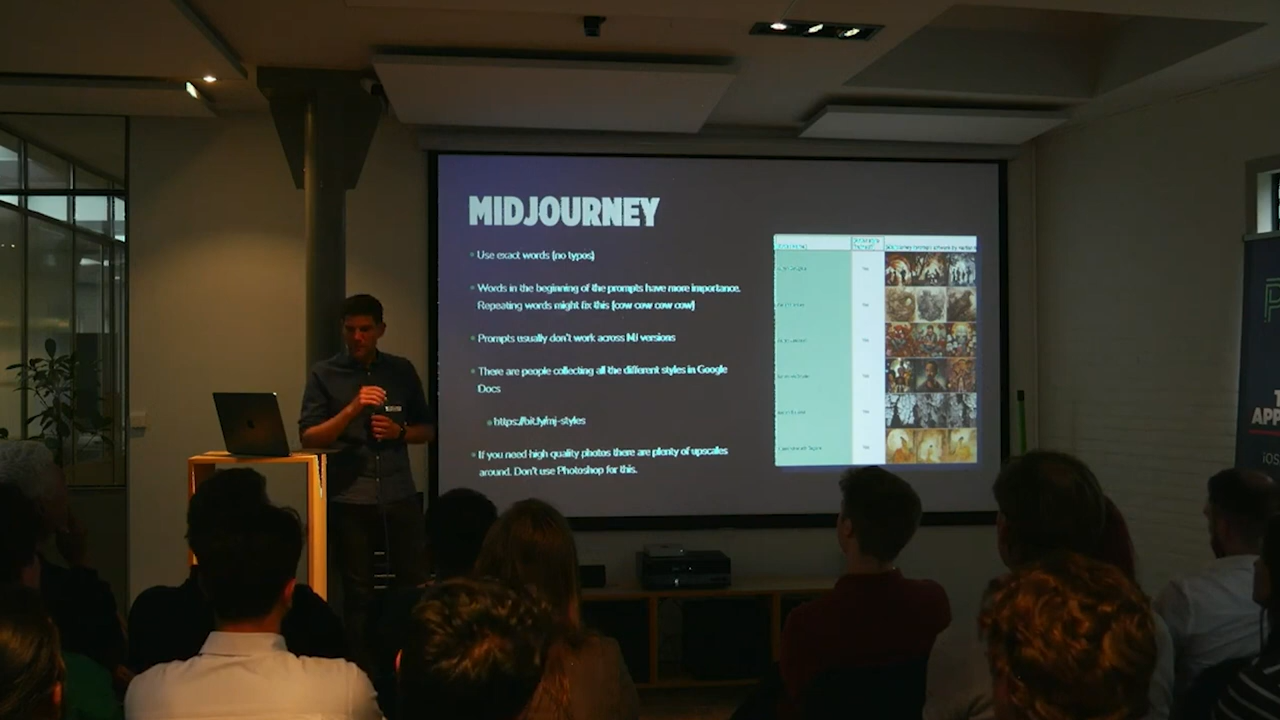 MIDJOURNEY
Use exact words (no typos)
Words in the beginning of the prompts have more importance.
Repeating words might fix this (cow cow cow cow)
Prompts usually don't work across MJ versions
There are people collecting all the different styles in Google
Docs
https://bit.ly/mj-styles
If you need high quality photos there are plenty of upscales
around. Don't use Photoshop for this.
APP
iOS